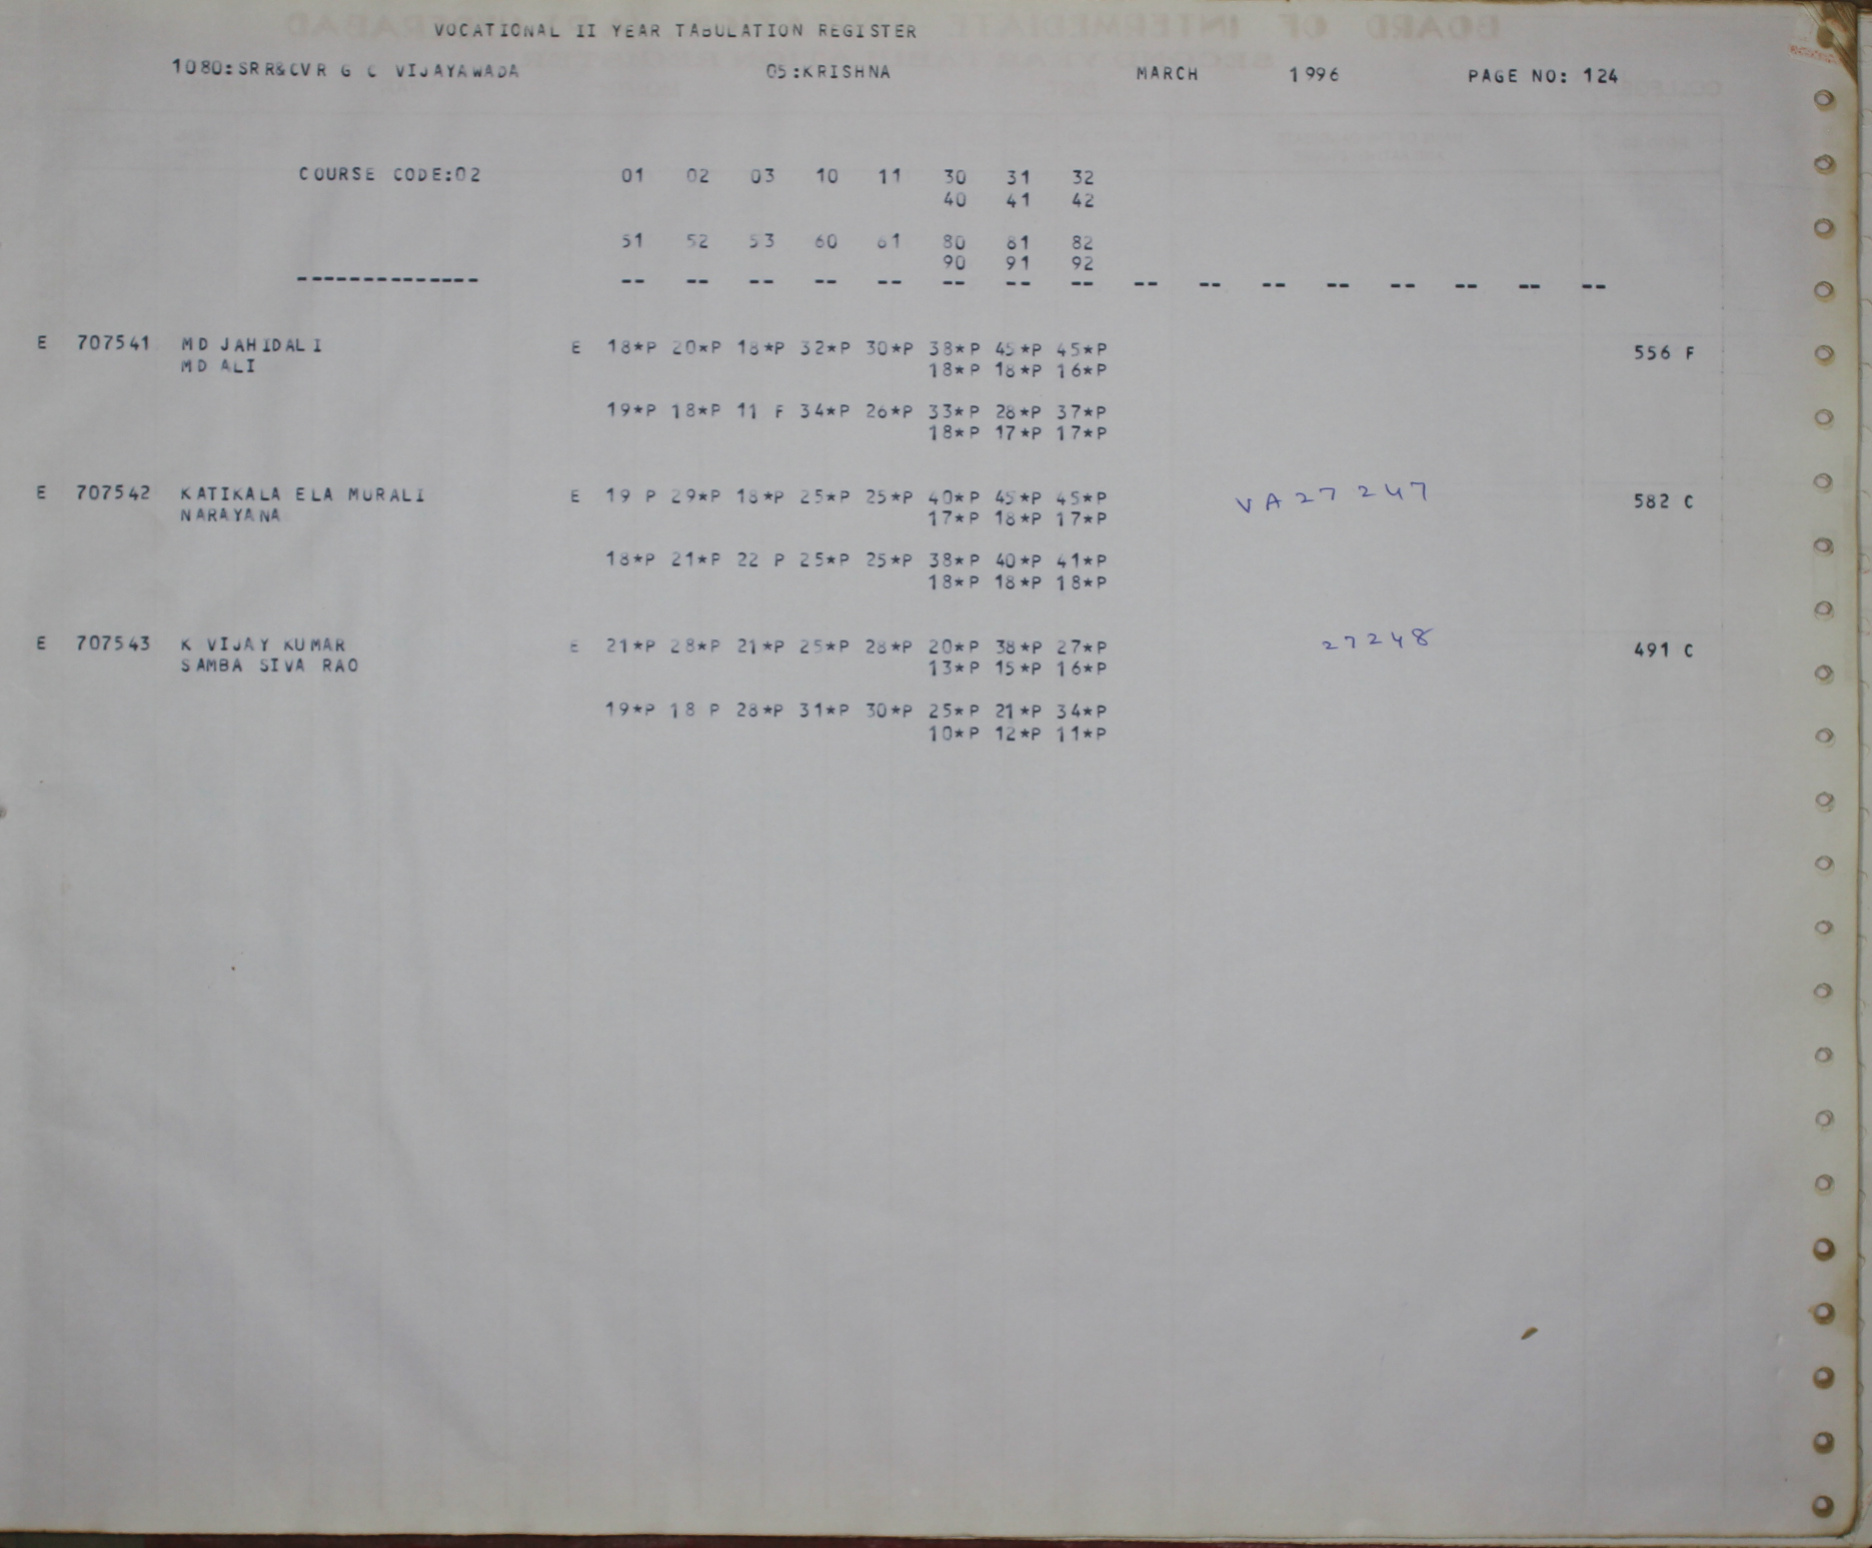 VOCATIONAL II YEAR TABULATION REGISTER
1080:SRR&CVR G C VIJAYAWADA 05:KRISHNA MARCH 1996 PAGE NO: 124
COURSE CODE:02 01 02 03 10 11 30 31 32
40 41 42
51 52 53 60 61 80 81 82
90 91 92
-------------- -- -- -- -- -- -- -- -- -- -- -- -- -- -- -- --
E 707541 MD JAHIDALI E 18*P 20*P 18*P 32*P 30*P 38*P 45*P 45*P 556 F
MD ALI 18*P 18*P 16*P
19*P 18*P 11 F 34*P 26*P 33*P 28*P 37*P
18*P 17*P 17*P
E 707542 KATIKALA ELA MURALI E 19 P 29*P 18*P 25*P 25*P 40*P 45*P 45*P VA27247 582 C
NARAYANA 17*P 18*P 17*P
18*P 21*P 22 P 25*P 25*P 38*P 40*P 41*P
18*P 18*P 18*P
E 707543 K VIJAY KUMAR E 21*P 28*P 21*P 25*P 28*P 20*P 38*P 27*P 27248 491 C
SAMBA SIVA RAO 13*P 15*P 16*P
19*P 18 P 28*P 31*P 30*P 25*P 21*P 34*P
10*P 12*P 11*P